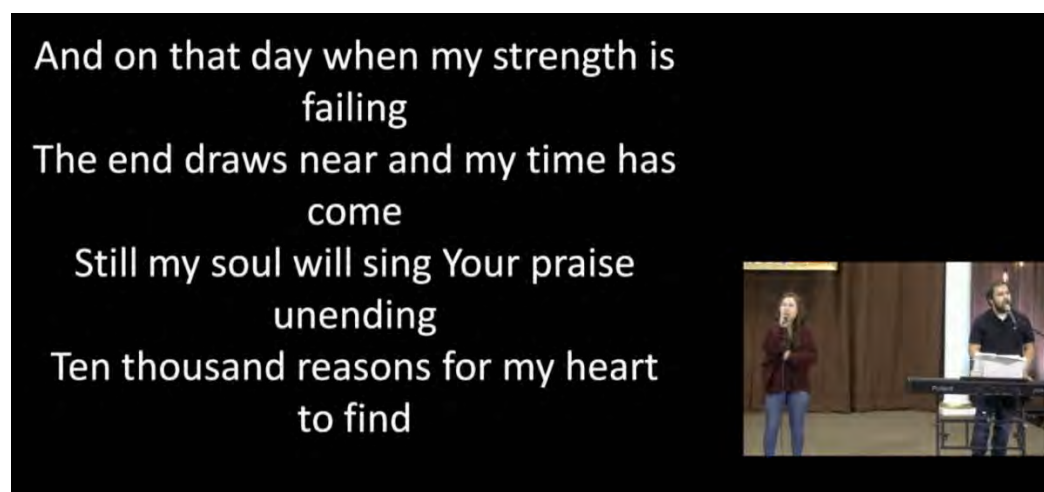 And on that day when my strength is
failing
The end draws near and my time has
come
Still my soul will sing Your praise
unending
Ten thousand reasons for my heart
to find
Roland